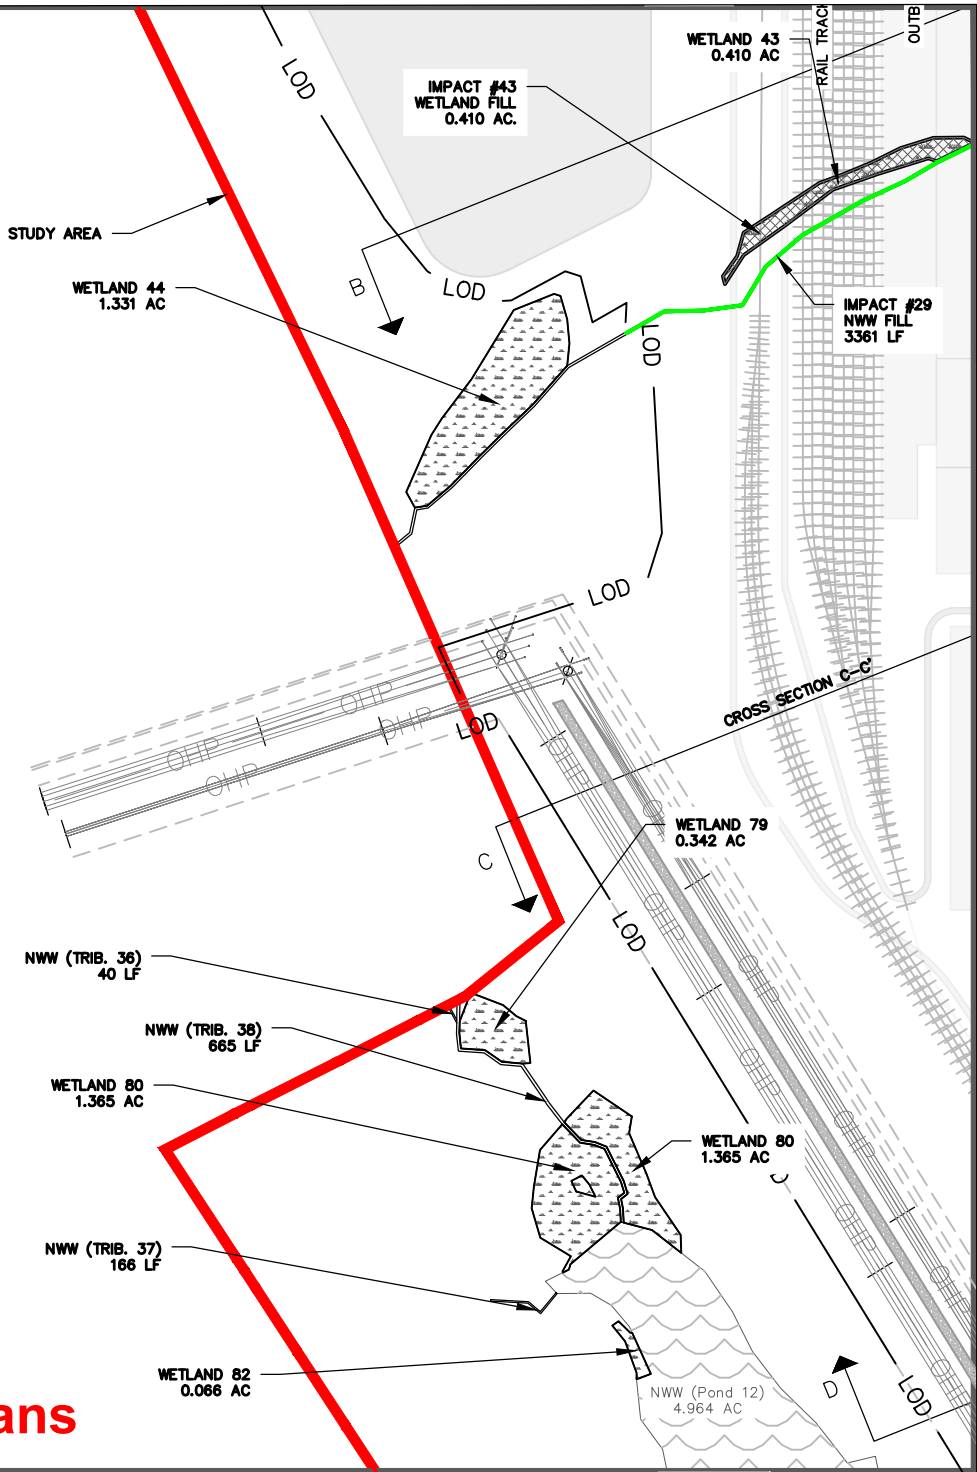 WETLAND 43
0.410 AC
RAIL TRACK
OUTB
LOD
IMPACT #43
WETLAND FILL
0.410 AC.
STUDY AREA
B
LOD
WETLAND 44
1.331 AC
IMPACT #29
NWW FILL
3361 LF
LOD
LOD
CROSS SECTION C-C'
OHP
OHP
OHP
OHP
LOD
OHP
WETLAND 79
0.342 AC
C
OHP
LOD
NWW (TRIB. 36)
40 LF
OHP
NWW (TRIB. 38)
665 LF
OHP
WETLAND 80
1.365 AC
OHP
WETLAND 80
1.365 AC
NWW (TRIB. 37)
166 LF
OHP
OHP
WETLAND 82
0.066 AC
NWW (Pond 12)
4.964 AC
D
LOD
OHP
ans